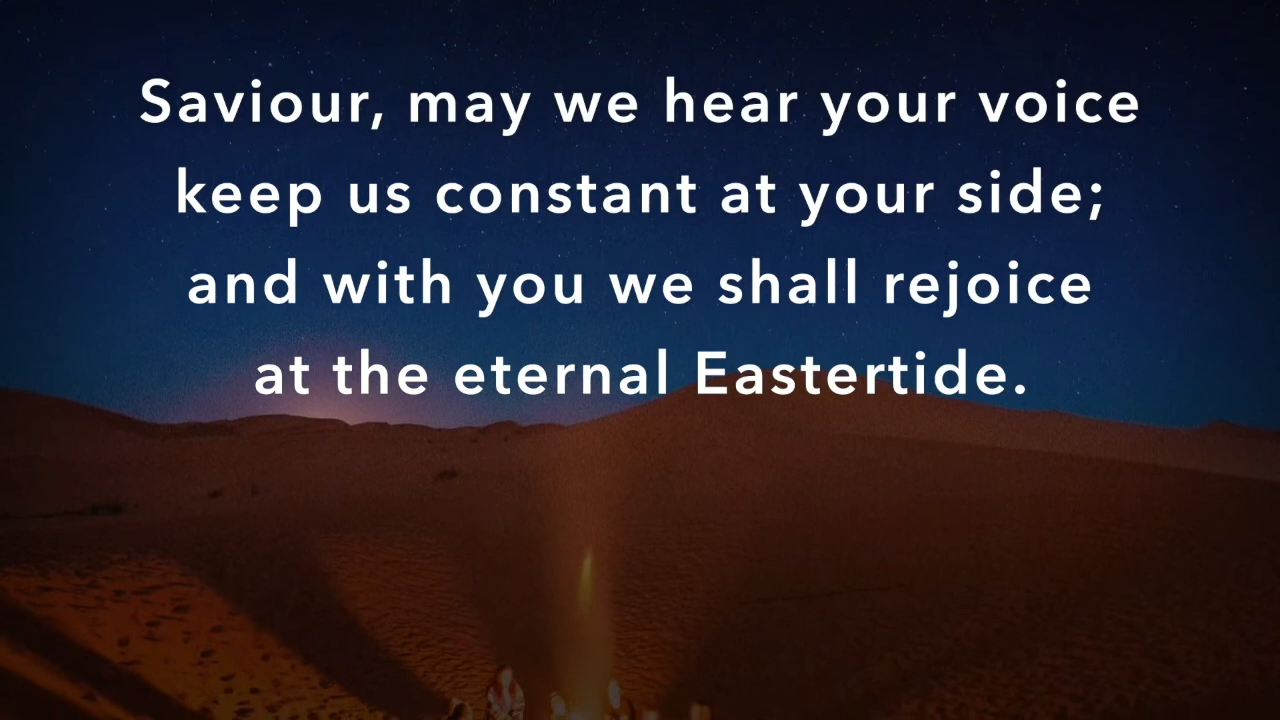 Saviour, may we hear your voice
keep us constant at your side;
and with you we shall rejoice
at the eternal Eastertide.